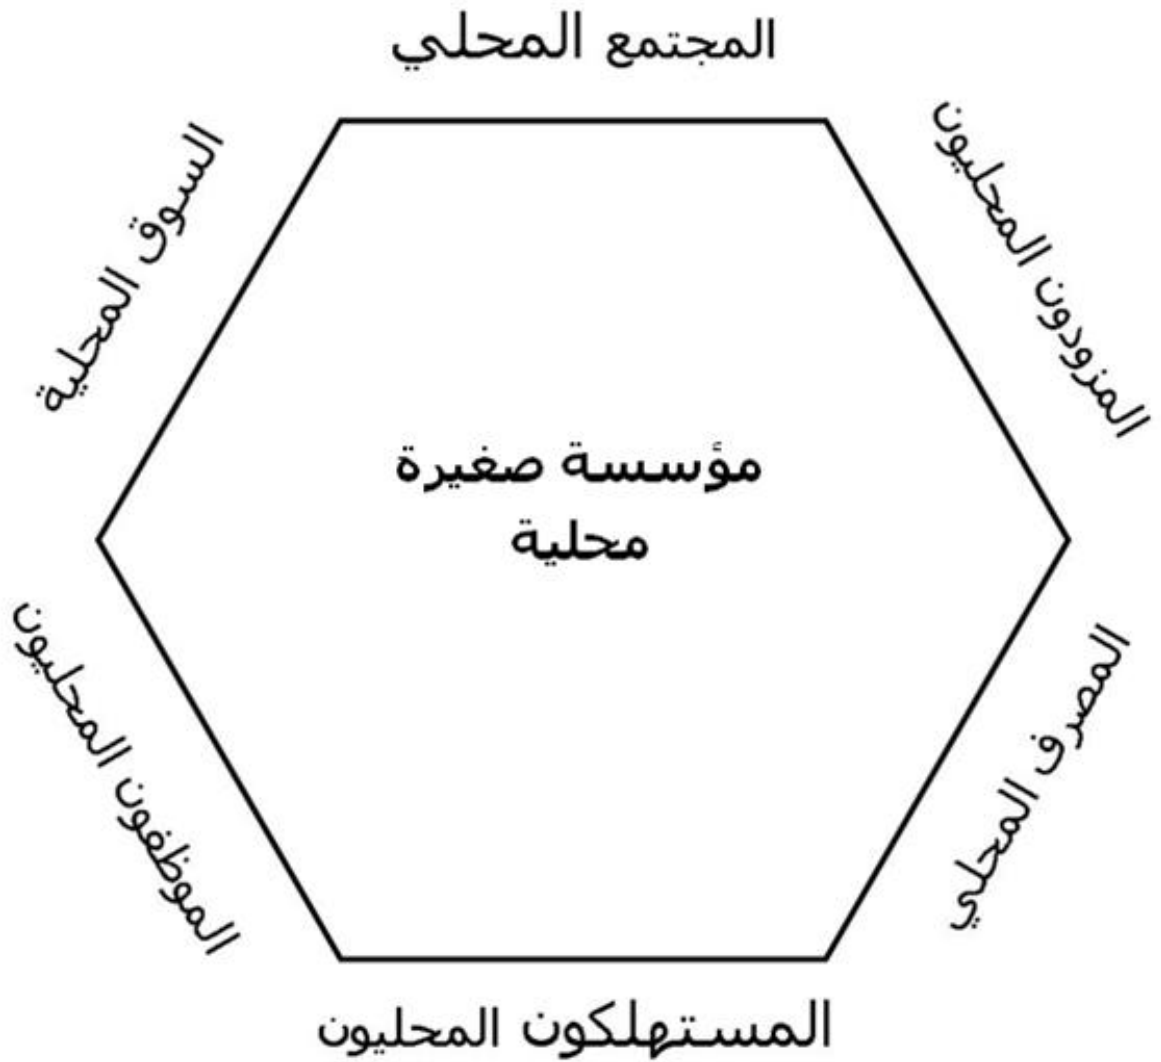 المجتمع المحلي
المزودون المحليون
السوق المحلية
مؤسسة صغيرة
محلية
المصرف المحلي
الموظفون المحليون
المستهلكون المحليون